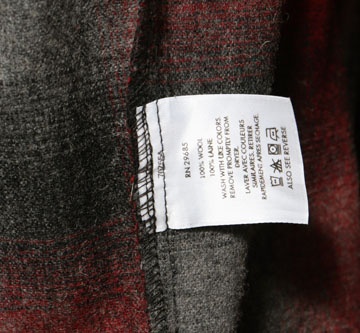 RN 29685
100% WOOL
100% LAINE
WASH WITH LIKE COLORS
REMOVE PROMPTLY FROM
DRYER.
LAVER AVEC COULEURS
SIMILAIRES - RETIRER
RAPIDEMENT APRES SECHAGE.
ALSO SEE REVERSE